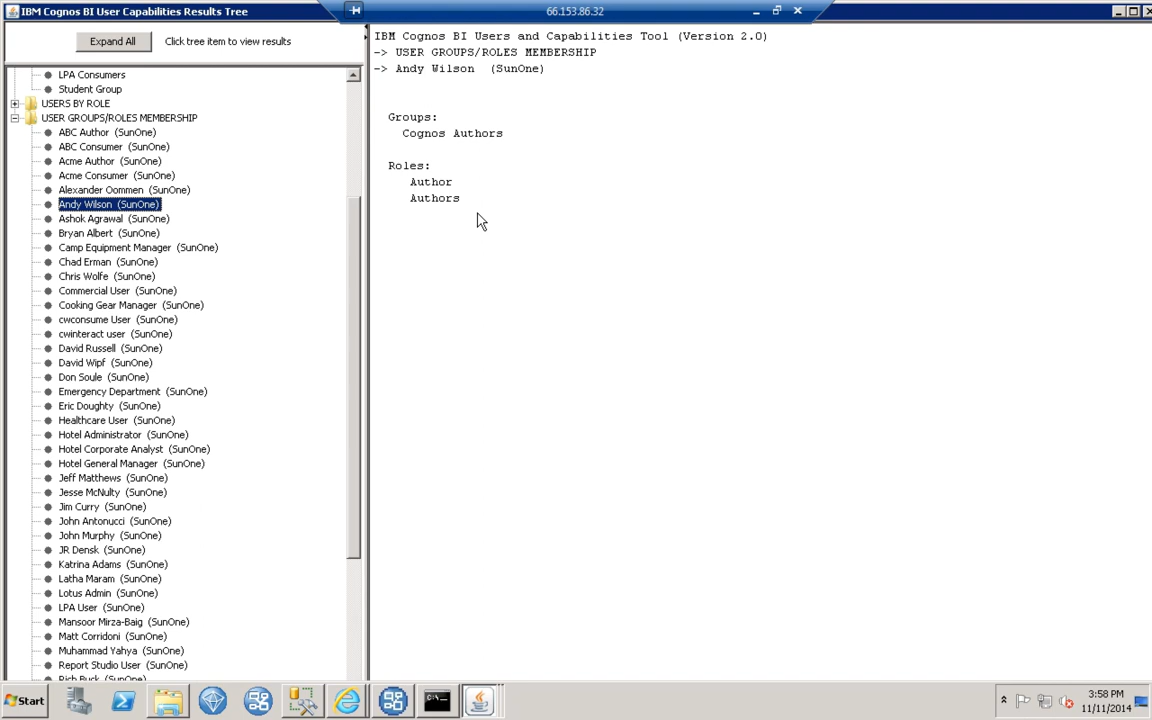 IBM Cognos BI User Capabilities Results Tree
66.153.86.32
Expand All
Click tree item to view results
LPA Consumers
Student Group
USERS BY ROLE
USER GROUPS/ROLES MEMBERSHIP
ABC Author (SunOne)
ABC Consumer (SunOne)
Acme Author (SunOne)
Acme Consumer (SunOne)
Alexander Oommen (SunOne)
Andy Wilson (SunOne)
Ashok Agrawal (SunOne)
Bryan Albert (SunOne)
Camp Equipment Manager (SunOne)
Chad Erman (SunOne)
Chris Wolfe (SunOne)
Commercial User (SunOne)
Cooking Gear Manager (SunOne)
cwconsume User (SunOne)
cwinteract user (SunOne)
David Russell (SunOne)
David Wipf (SunOne)
Don Soule (SunOne)
Emergency Department (SunOne)
Eric Doughty (SunOne)
Healthcare User (SunOne)
Hotel Administrator (SunOne)
Hotel Corporate Analyst (SunOne)
Hotel General Manager (SunOne)
Jeff Matthews (SunOne)
Jesse McNulty (SunOne)
Jim Curry (SunOne)
John Antonucci (SunOne)
John Murphy (SunOne)
JR Densk (SunOne)
Katrina Adams (SunOne)
Latha Maram (SunOne)
Lotus Admin (SunOne)
LPA User (SunOne)
Mansoor Mirza-Baig (SunOne)
Matt Corridoni (SunOne)
Muhammad Yahya (SunOne)
Report Studio User (SunOne)
IBM Cognos BI Users and Capabilities Tool (Version 2.0)
-> USER GROUPS/ROLES MEMBERSHIP
-> Andy Wilson (SunOne)
Groups:
Cognos Authors
Roles:
Author
Authors
Start
3:58 PM
11/11/2014